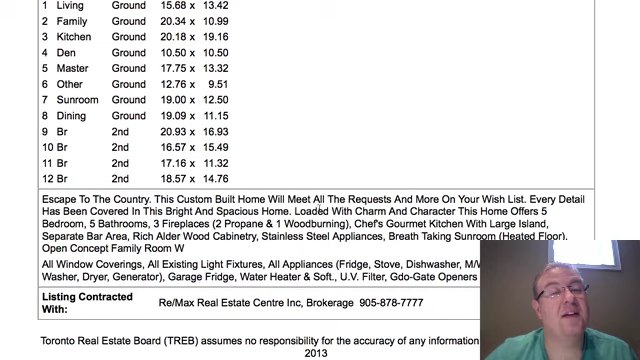 1 Living Ground 15.68 x 13.42
2 Family Ground 20.34 x 10.99
3 Kitchen Ground 20.18 x 19.16
4 Den Ground 10.50 x 10.50
5 Master Ground 17.75 x 13.32
6 Other Ground 12.76 x 9.51
7 Sunroom Ground 19.00 x 12.50
8 Dining Ground 19.09 x 11.15
9 Br 2nd 20.93 x 16.93
10 Br 2nd 16.57 x 15.49
11 Br 2nd 17.16 x 11.32
12 Br 2nd 18.57 x 14.76
Escape To The Country. This Custom Built Home Will Meet All The Requests And More On Your Wish List. Every Detail
Has Been Covered In This Bright And Spacious Home. Loaded With Charm And Character This Home Offers 5
Bedroom, 5 Bathrooms, 3 Fireplaces (2 Propane & 1 Woodburning), Chef's Gourmet Kitchen With Large Island,
Separate Bar Area, Rich Alder Wood Cabinetry, Stainless Steel Appliances, Breath Taking Sunroom (Heated Floor),
Open Concept Family Room W
All Window Coverings, All Existing Light Fixtures, All Appliances (Fridge, Stove, Dishwasher, M/W
Washer, Dryer, Generator), Garage Fridge, Water Heater & Soft., U.V. Filter, Gdo-Gate Openers
Listing Contracted Re/Max Real Estate Centre Inc, Brokerage 905-878-7777
With:
Toronto Real Estate Board (TREB) assumes no responsibility for the accuracy of any information
2013